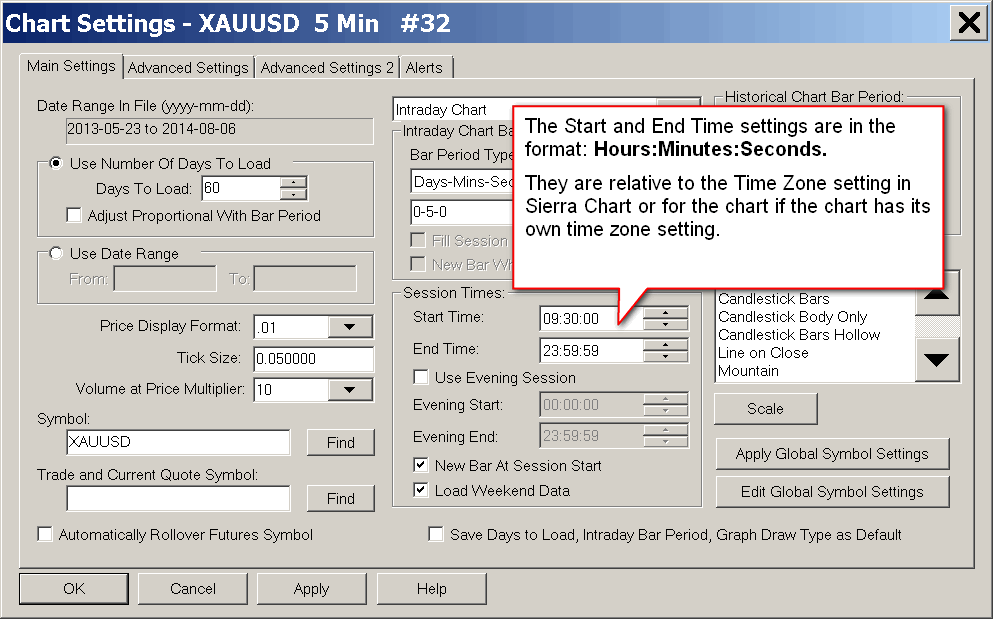 Chart Settings - XAUUSD 5 Min #32
Main Settings
Advanced Settings
Advanced Settings 2
Alerts
Date Range In File (yyyy-mm-dd):
2013-05-23 to 2014-08-06
Use Number Of Days To Load
Days To Load: 60
Adjust Proportional With Bar Period
Use Date Range
From: To:
Price Display Format: .01
Tick Size: 0.050000
Volume at Price Multiplier: 10
Symbol:
XAUUSD Find
Trade and Current Quote Symbol:
Find
Automatically Rollover Futures Symbol
Intraday Chart
Intraday Chart Ba
Bar Period Type
Days-Mins-Sec
0-5-0
Fill Session
New Bar Wh
Session Times:
Start Time: 09:30:00
End Time: 23:59:59
Use Evening Session
Evening Start: 00:00:00
Evening End: 23:59:59
New Bar At Session Start
Load Weekend Data
Save Days to Load, Intraday Bar Period, Graph Draw Type as Default
Historical Chart Bar Period:
The Start and End Time settings are in the
format: Hours:Minutes:Seconds.
They are relative to the Time Zone setting in
Sierra Chart or for the chart if the chart has its
own time zone setting.
Candlestick Bars
Candlestick Body Only
Candlestick Bars Hollow
Line on Close
Mountain
Scale
Apply Global Symbol Settings
Edit Global Symbol Settings
OK
Cancel
Apply
Help